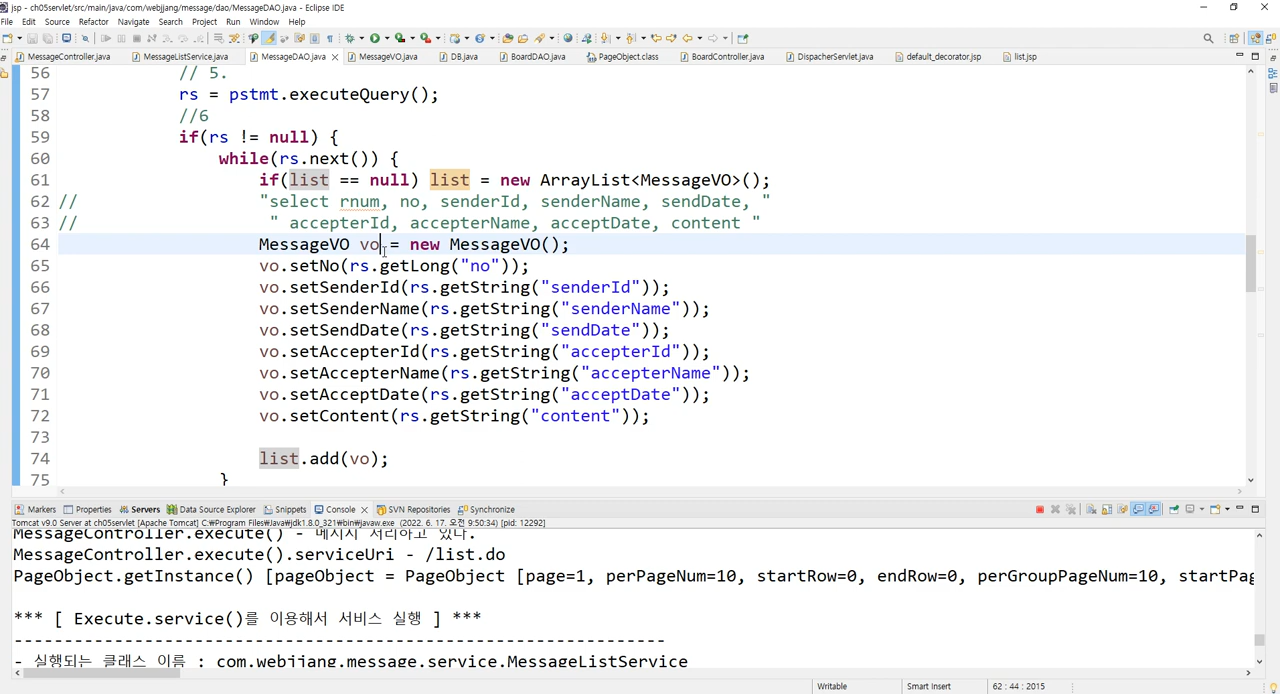 jsp - ch05servlet/src/main/java/com/webjjang/message/dao/MessageDAO.java - Eclipse IDE
File Edit Source Refactor Navigate Search Project Run Window Help
MessageController.java MessageListService.java MessageDAO.java MessageVO.java DB.java BoardDAO.java PageObject.class BoardController.java DispacherServlet.java default_decorator.jsp list.jsp
56 // 5.
57 rs = pstmt.executeQuery();
58 //6
59 if(rs != null) {
60 while(rs.next()) {
61 if(list == null) list = new ArrayList<MessageVO>();
62 // "select rnum, no, senderId, senderName, sendDate, "
63 // " accepterId, accepterName, acceptDate, content "
64 MessageVO vo = new MessageVO();
65 vo.setNo(rs.getLong("no"));
66 vo.setSenderId(rs.getString("senderId"));
67 vo.setSenderName(rs.getString("senderName"));
68 vo.setSendDate(rs.getString("sendDate"));
69 vo.setAccepterId(rs.getString("accepterId"));
70 vo.setAccepterName(rs.getString("accepterName"));
71 vo.setAcceptDate(rs.getString("acceptDate"));
72 vo.setContent(rs.getString("content"));
73
74 list.add(vo);
75 }
Markers Properties Servers Data Source Explorer Snippets Console SVN Repositories Synchronize
Tomcat v9.0 Server at ch05servlet [Apache Tomcat] C:₩Program Files₩Java₩jdk1.8.0_321₩bin₩javaw.exe (2022. 6. 17. 오전 9:50:34) [pid: 12292]
MessageController.execute() - 메시지 처리하고 있다.
MessageController.execute().serviceUri - /list.do
PageObject.getInstance() [pageObject = PageObject [page=1, perPageNum=10, startRow=0, endRow=0, perGroupPageNum=10, startPag
*** [ Execute.service()를 이용해서 서비스 실행 ] ***
-----------------------------------------------------------------
- 실행되는 클래스 이름 : com.webjjang.message.service.MessageListService
Writable Smart Insert 62 : 44 : 2015